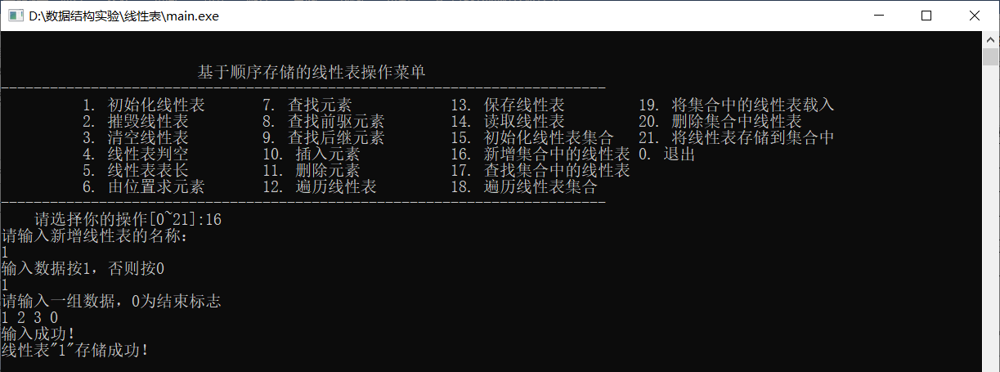 D:\数据结构实验\线性表\main.exe
基于顺序存储的线性表操作菜单
--------------------------------------------------------------------------
1. 初始化线性表 7. 查找元素 13. 保存线性表 19. 将集合中的线性表载入
2. 摧毁线性表 8. 查找前驱元素 14. 读取线性表 20. 删除集合中线性表
3. 清空线性表 9. 查找后继元素 15. 初始化线性表集合 21. 将线性表存储到集合中
4. 线性表判空 10. 插入元素 16. 新增集合中的线性表 0. 退出
5. 线性表表长 11. 删除元素 17. 查找集合中的线性表
6. 由位置求元素 12. 遍历线性表 18. 遍历线性表集合
--------------------------------------------------------------------------
请选择你的操作[0~21]:16
请输入新增线性表的名称:
1
输入数据按1，否则按0
1
请输入一组数据，0为结束标志
1 2 3 0
输入成功！
线性表"1"存储成功！